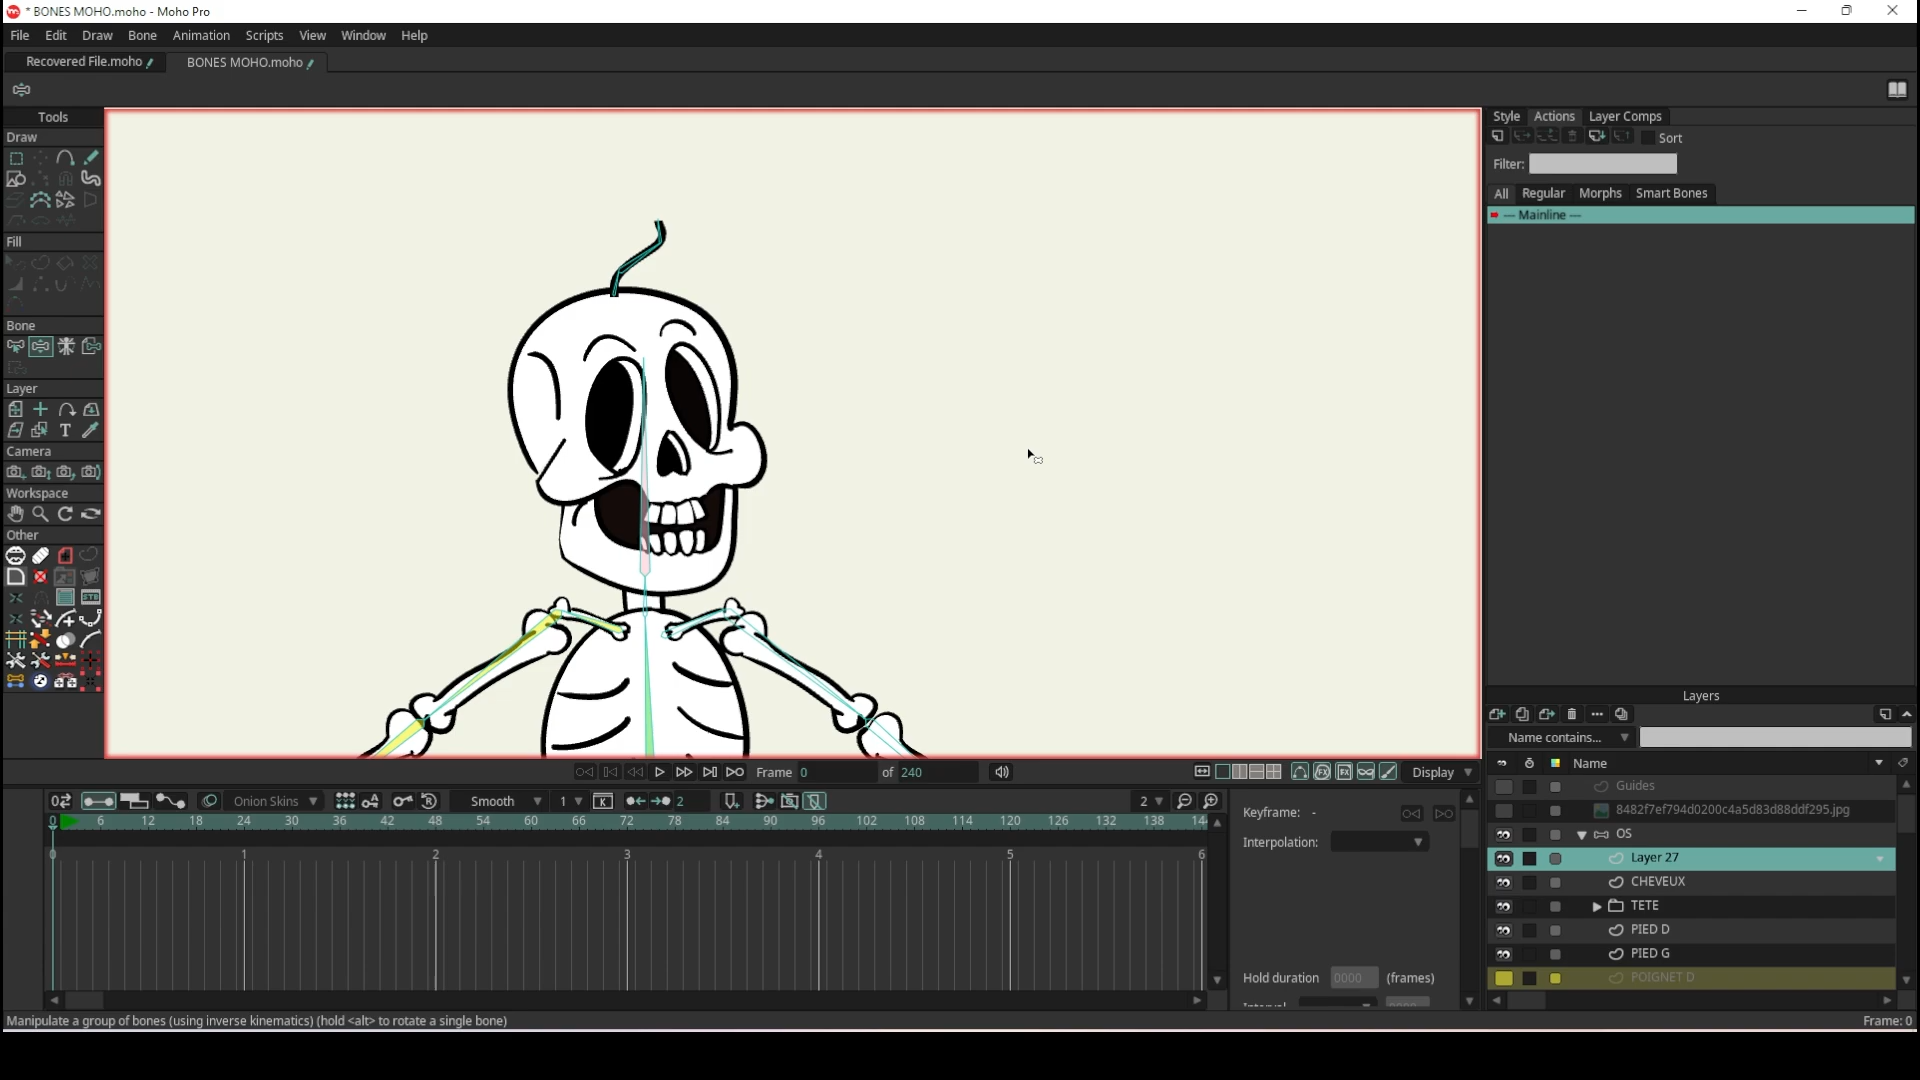 * BONES MOHO.moho - Moho Pro
File Edit Draw Bone Animation Scripts View Window Help
Recovered File.moho BONES MOHO.moho
Tools
Draw
Fill
Bone
Layer
T
Camera
Workspace
Other
STB
Style Actions Layer Comps
Sort
Filter:
All Regular Morphs Smart Bones
--- Mainline ---
Layers
Name contains...
Name
Guides
8482f7ef794d0200c4a5d83d88ddf295.jpg
OS
Layer 27
CHEVEUX
TETE
PIED D
PIED G
POIGNET D
Frame 0 of 240
Display
Onion Skins Smooth 1 2 2
0 6 12 18 24 30 36 42 48 54 60 66 72 78 84 90 96 102 108 114 120 126 132 138 144
0 1 2 3 4 5 6
Keyframe: -
Interpolation:
Hold duration 0000 (frames)
Manipulate a group of bones (using inverse kinematics) (hold <alt> to rotate a single bone)
Frame: 0